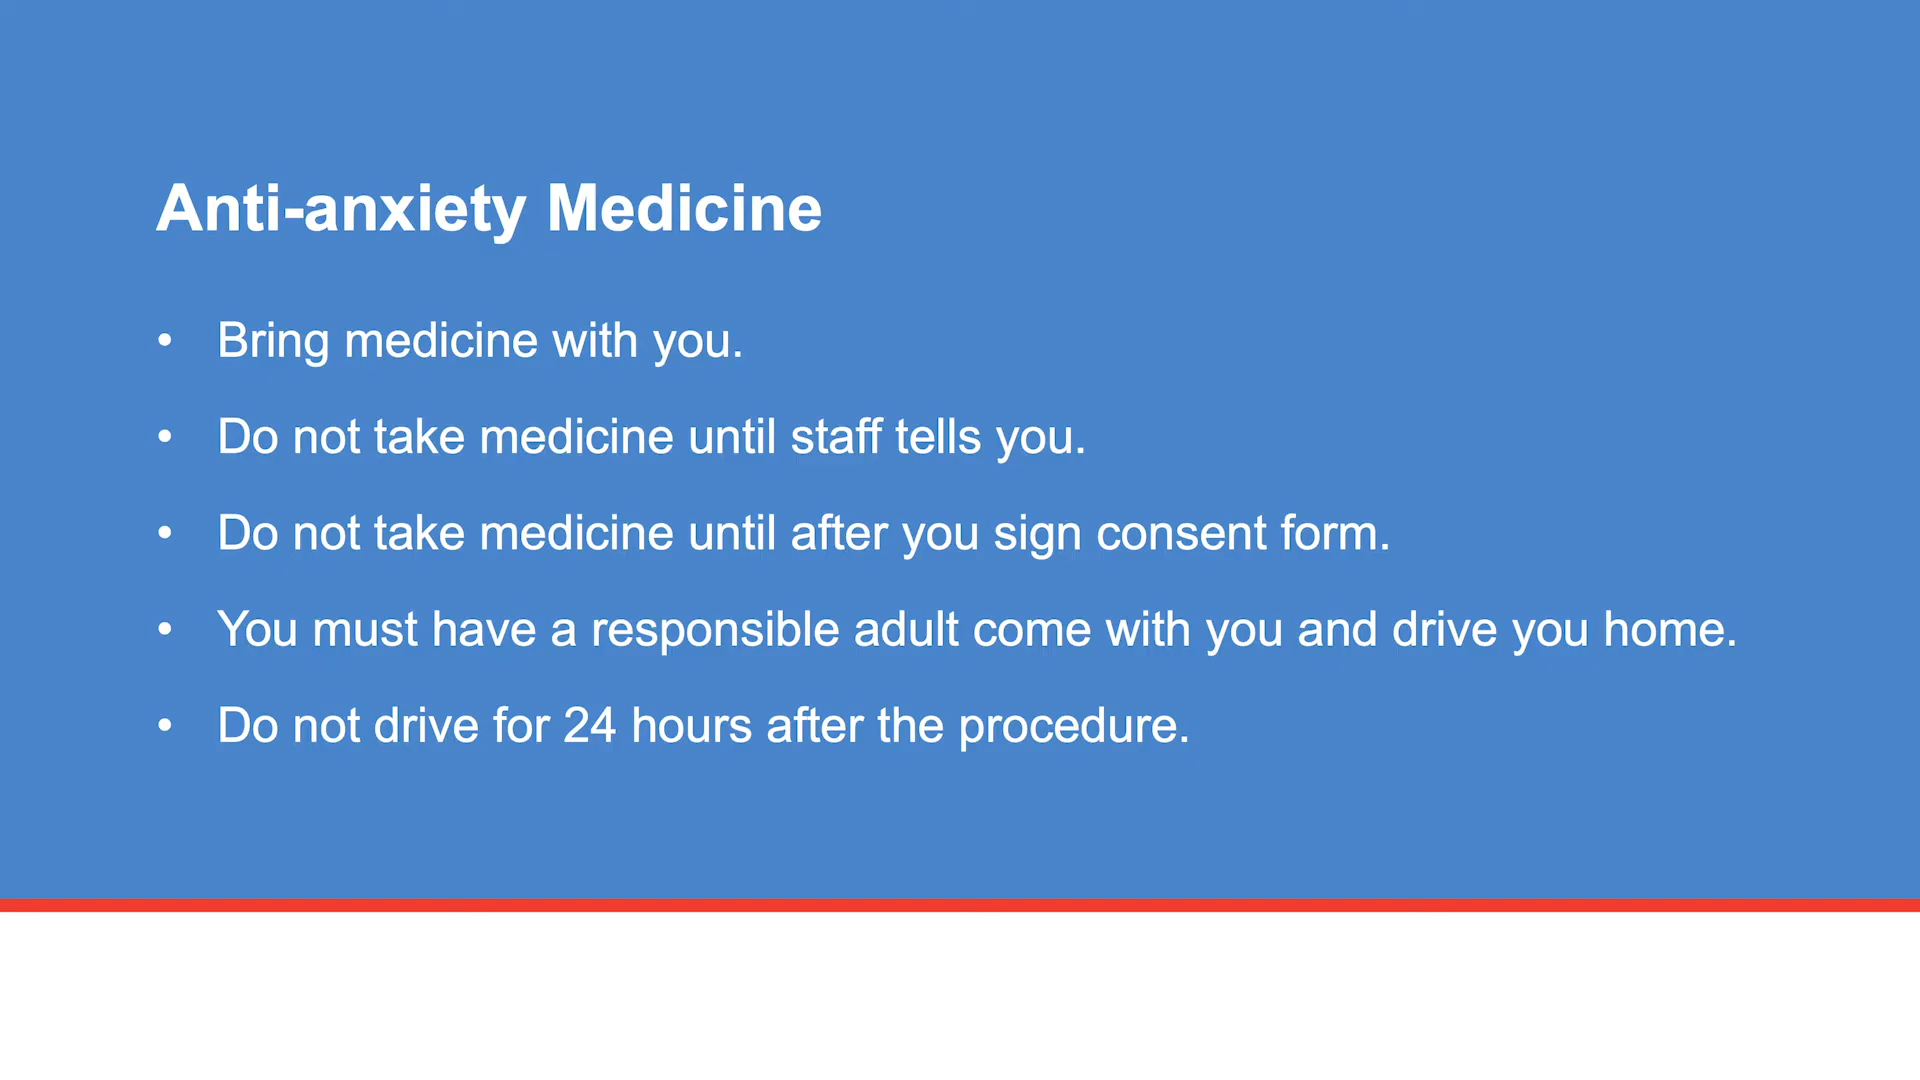 Anti-anxiety Medicine
• Bring medicine with you.
• Do not take medicine until staff tells you.
• Do not take medicine until after you sign consent form.
• You must have a responsible adult come with you and drive you home.
• Do not drive for 24 hours after the procedure.